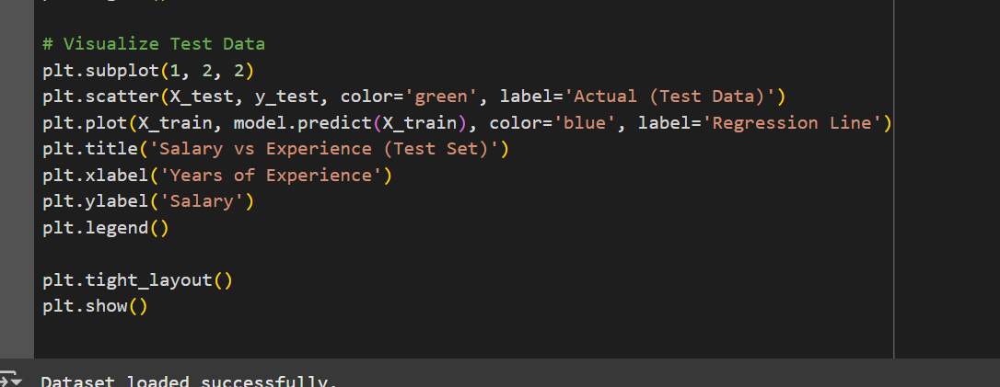 # Visualize Test Data
plt.subplot(1, 2, 2)
plt.scatter(X_test, y_test, color='green', label='Actual (Test Data)')
plt.plot(X_train, model.predict(X_train), color='blue', label='Regression Line')
plt.title('Salary vs Experience (Test Set)')
plt.xlabel('Years of Experience')
plt.ylabel('Salary')
plt.legend()
plt.tight_layout()
plt.show()
Dataset loaded successfully.